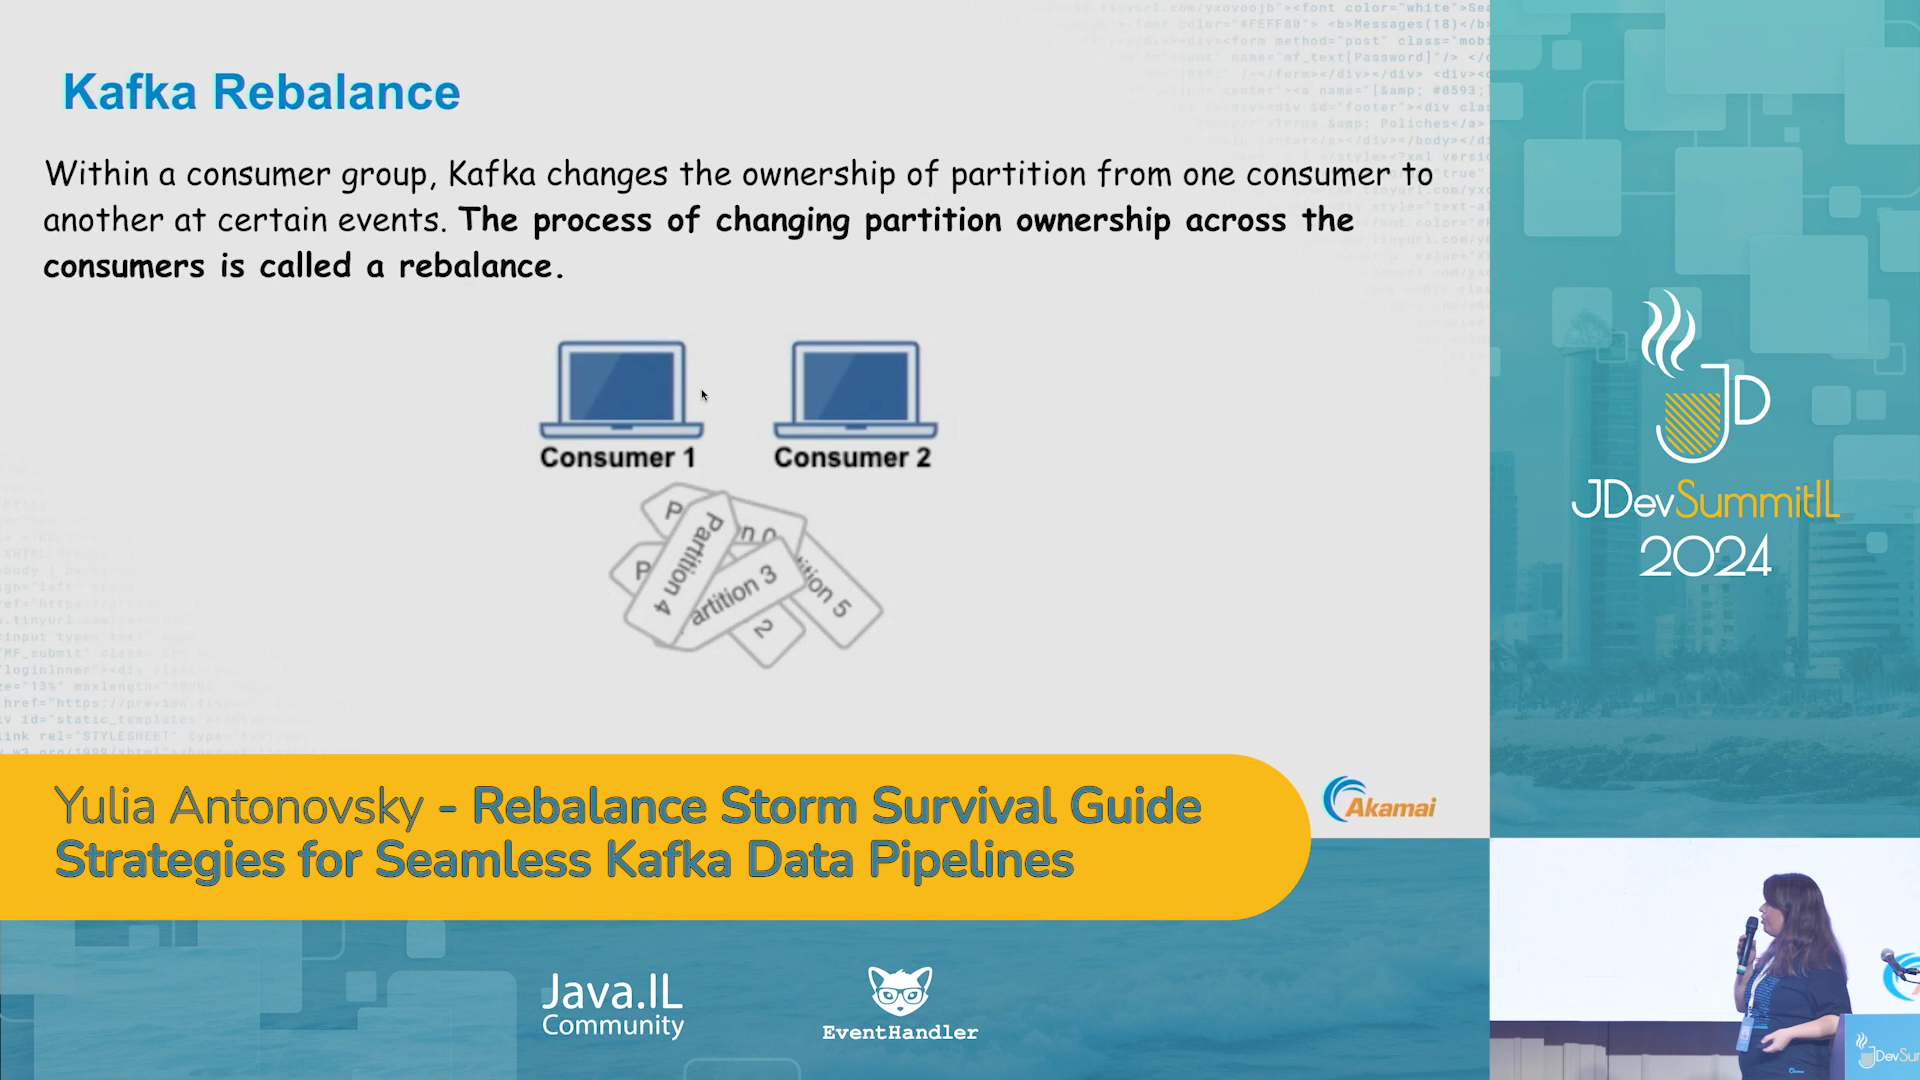 Kafka Rebalance
Within a consumer group, Kafka changes the ownership of partition from one consumer to
another at certain events. The process of changing partition ownership across the
consumers is called a rebalance.
Consumer 1
Consumer 2
P
n 0
Partition 4
P
artition 3
ition 5
2
Yulia Antonovsky - Rebalance Storm Survival Guide
Strategies for Seamless Kafka Data Pipelines
Akamai
Java.IL
Community
EventHandler
JD
JDevSummitIL
2024
DevSum